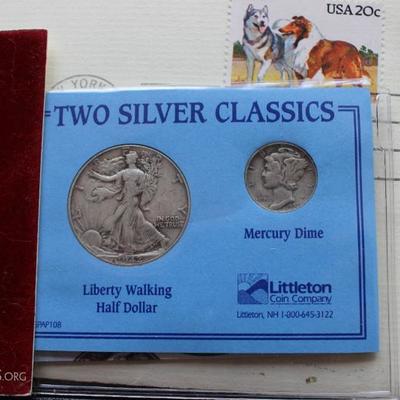 USA 20c
YORK
TWO SILVER CLASSICS
IN GOD
WE TRUST
Mercury Dime
Liberty Walking
Half Dollar
Littleton
Coin Company
Littleton, NH 1-800-645-3122
.ORG